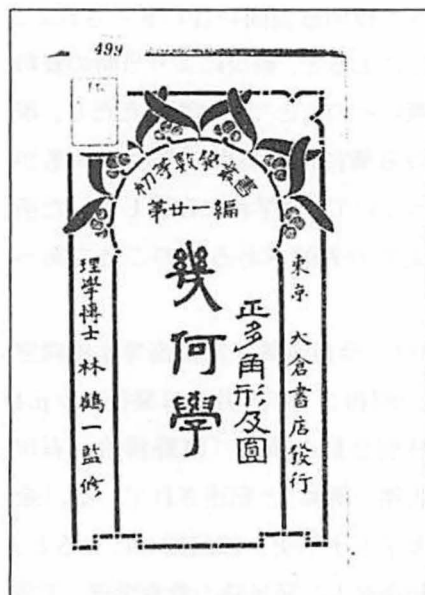 499
初等數學叢書
第廿一編
東京 大倉書店發行
幾何學
正多角形及圓
理學博士 林鶴一監修